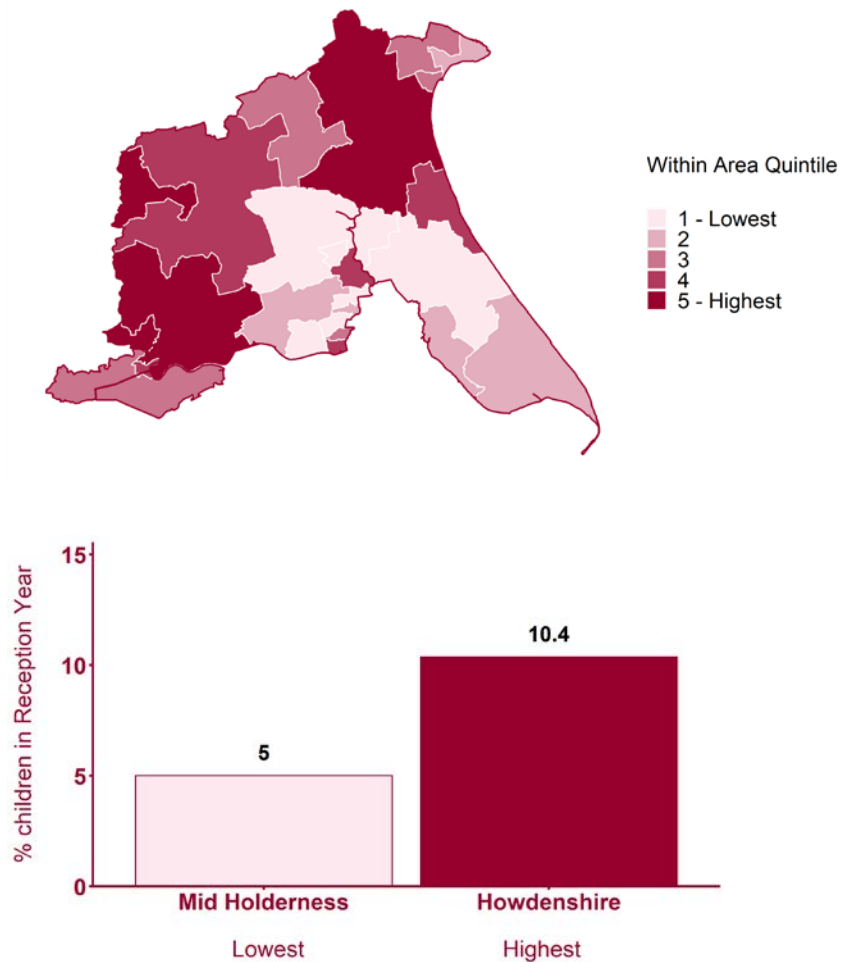 Within Area Quintile
1 - Lowest
2
3
4
5 - Highest
% children in Reception Year
15
10
5
0
5
10.4
Mid Holderness
Howdenshire
Lowest
Highest